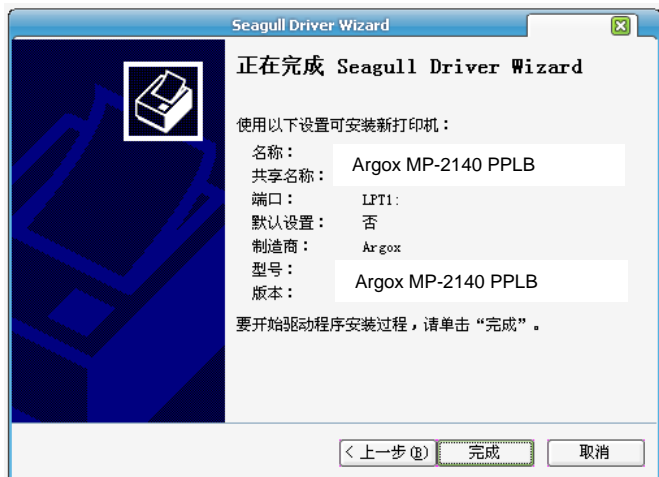 Seagull Driver Wizard
正在完成 Seagull Driver Wizard
使用以下设置可安装新打印机：
名称：
Argox MP-2140 PPLB
共享名称：
端口： LPT1:
默认设置： 否
制造商： Argox
型号：
Argox MP-2140 PPLB
版本：
要开始驱动程序安装过程，请单击“完成”。
< 上一步(B) 完成 取消